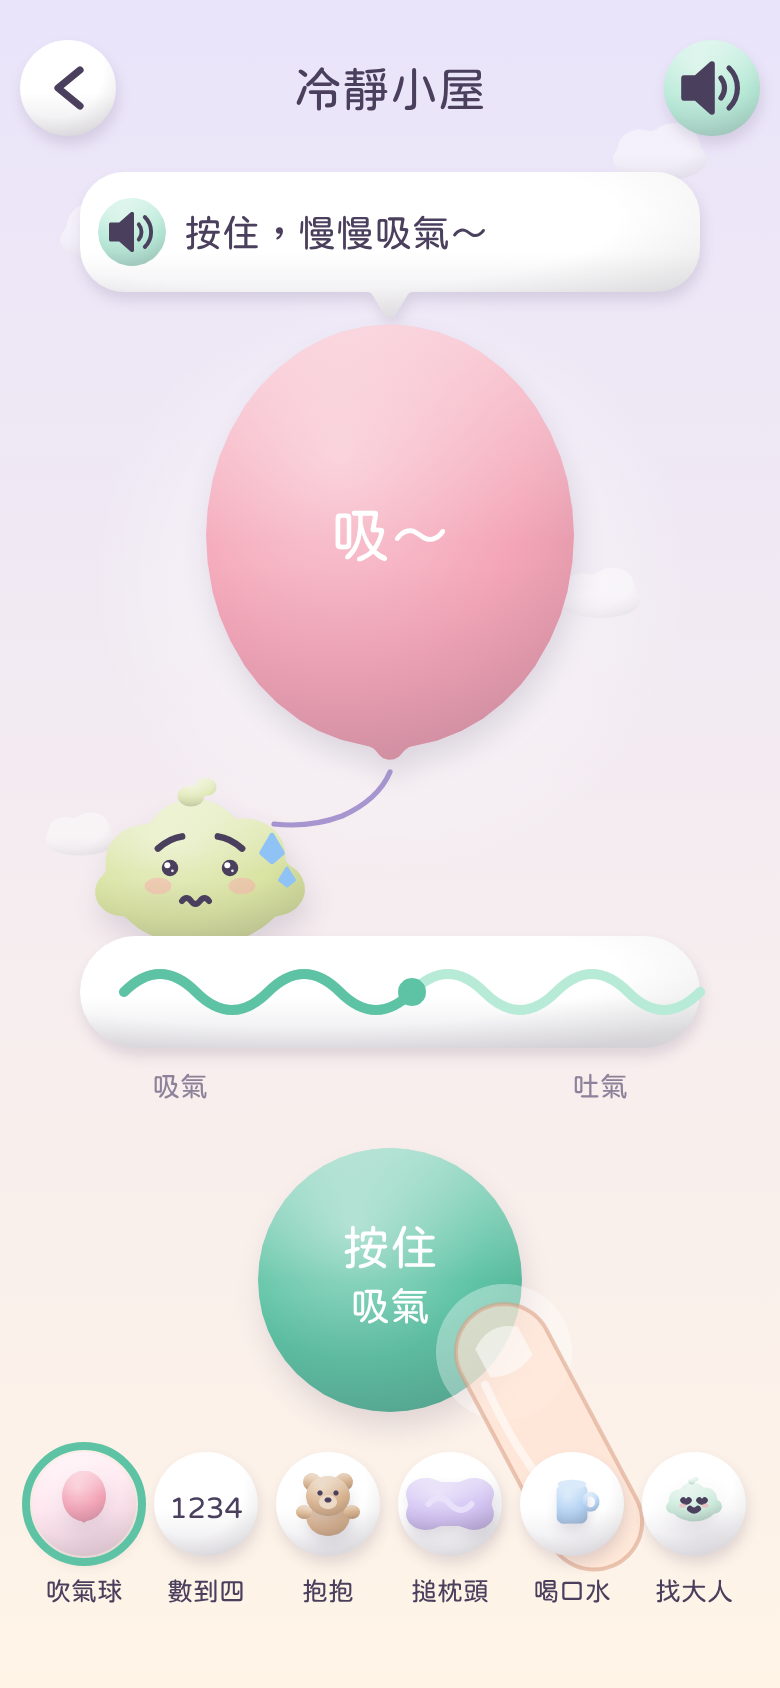 冷靜小屋
按住，慢慢吸氣～
吸～
吸氣
吐氣
按住
吸氣
1234
吹氣球
數到四
抱抱
搥枕頭
喝口水
找大人